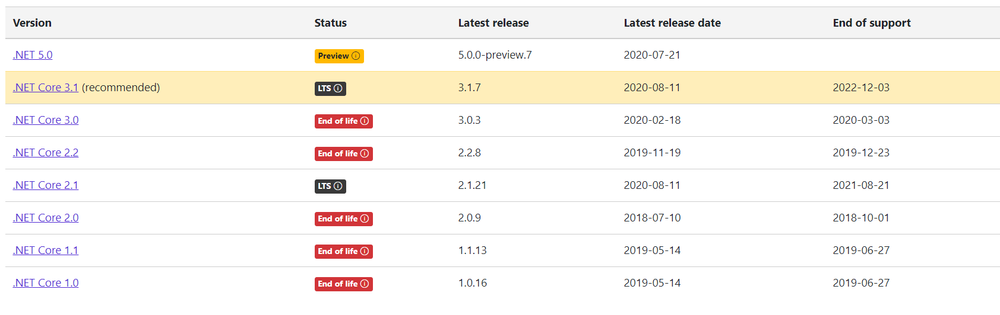 Version Status Latest release Latest release date End of support
.NET 5.0 Preview 5.0.0-preview.7 2020-07-21
.NET Core 3.1 (recommended) LTS 3.1.7 2020-08-11 2022-12-03
.NET Core 3.0 End of life 3.0.3 2020-02-18 2020-03-03
.NET Core 2.2 End of life 2.2.8 2019-11-19 2019-12-23
.NET Core 2.1 LTS 2.1.21 2020-08-11 2021-08-21
.NET Core 2.0 End of life 2.0.9 2018-07-10 2018-10-01
.NET Core 1.1 End of life 1.1.13 2019-05-14 2019-06-27
.NET Core 1.0 End of life 1.0.16 2019-05-14 2019-06-27